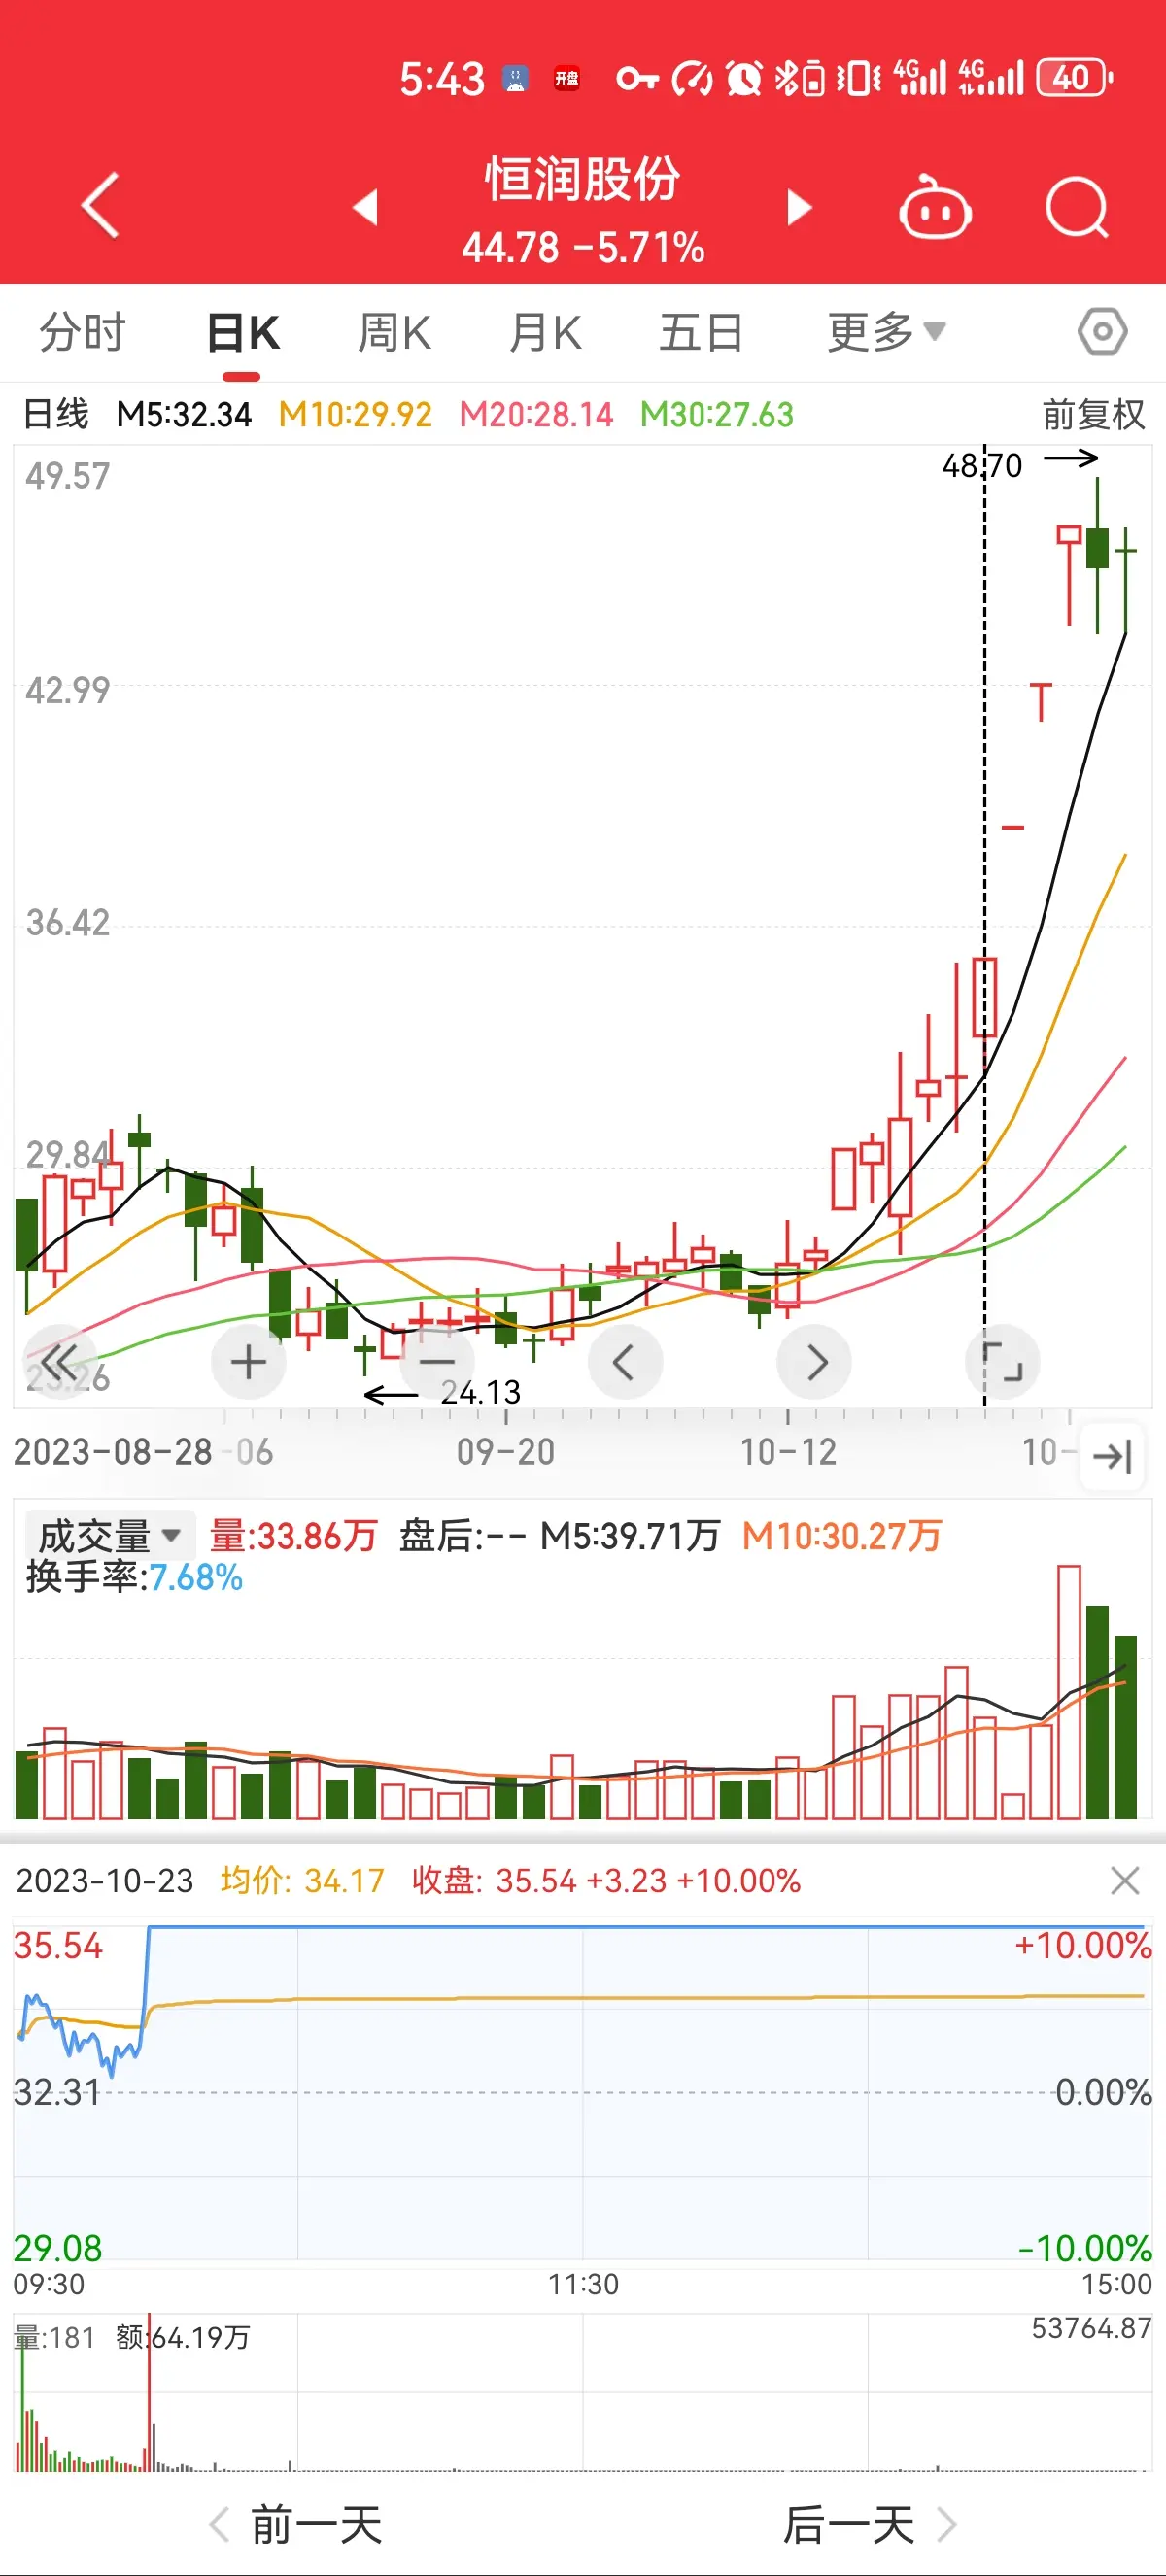 5:43 开盘 4G 4G 40
恒润股份
44.78 -5.71%
分时 日K 周K 月K 五日 更多
日线 M5:32.34 M10:29.92 M20:28.14 M30:27.63 前复权
49.57
48.70
42.99
36.42
29.84
23.26
24.13
2023-08-28 -06 09-20 10-12 10-
成交量 量:33.86万 盘后:-- M5:39.71万 M10:30.27万
换手率:7.68%
2023-10-23 均价: 34.17 收盘: 35.54 +3.23 +10.00%
35.54 +10.00%
32.31 0.00%
29.08 -10.00%
09:30 11:30 15:00
量:181 额:64.19万 53764.87
前一天 后一天